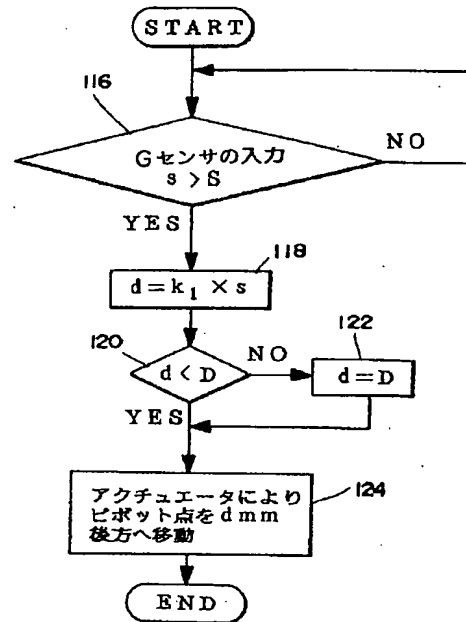 START
116
Gセンサの入力
s > S
NO
YES
118
d = k₁ × s
120
d < D
NO
122
d = D
YES
アクチュエータにより
ピボット点をdmm
後方へ移動
124
END